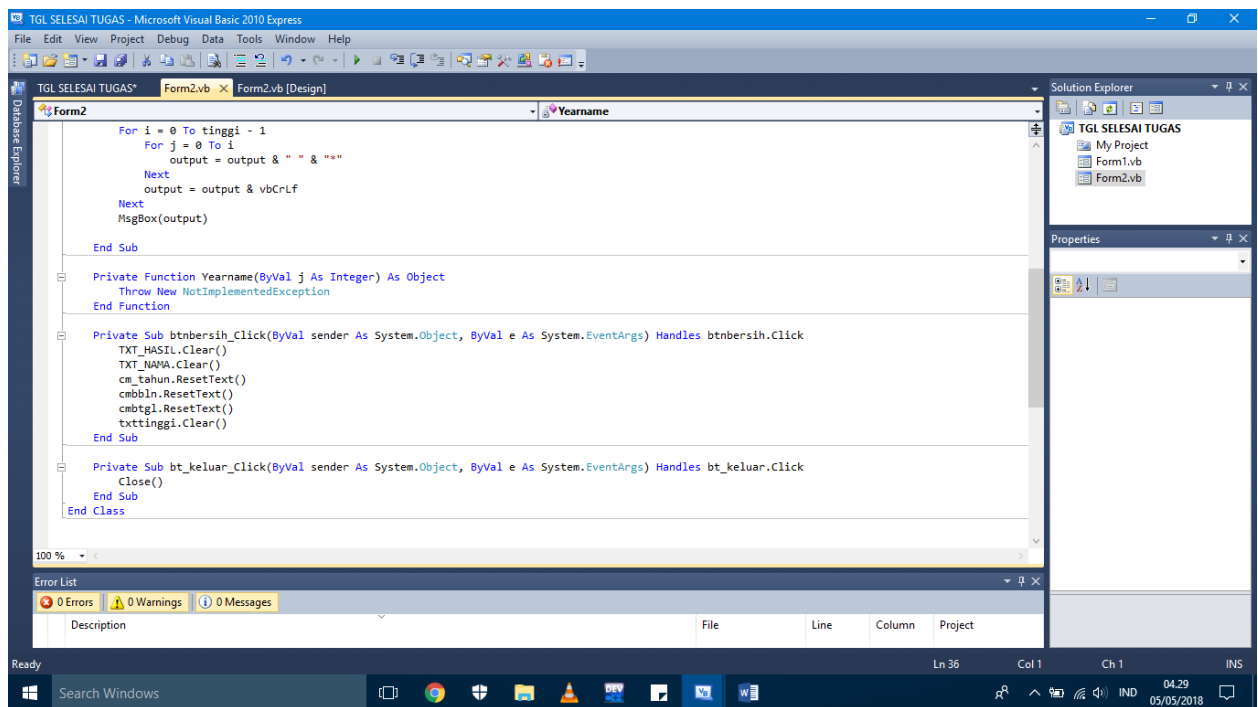 TGL SELESAI TUGAS - Microsoft Visual Basic 2010 Express
File Edit View Project Debug Data Tools Window Help
TGL SELESAI TUGAS* Form2.vb Form2.vb [Design]
Form2 Yearname
Database Explorer
For i = 0 To tinggi - 1
For j = 0 To i
output = output & " " & "*"
Next
output = output & vbCrLf
Next
MsgBox(output)
End Sub
Private Function Yearname(ByVal j As Integer) As Object
Throw New NotImplementedException
End Function
Private Sub btnbersih_Click(ByVal sender As System.Object, ByVal e As System.EventArgs) Handles btnbersih.Click
TXT_HASIL.Clear()
TXT_NAMA.Clear()
cm_tahun.ResetText()
cmbbln.ResetText()
cmbtgl.ResetText()
txttinggi.Clear()
End Sub
Private Sub bt_keluar_Click(ByVal sender As System.Object, ByVal e As System.EventArgs) Handles bt_keluar.Click
Close()
End Sub
End Class
100 %
Solution Explorer
TGL SELESAI TUGAS
My Project
Form1.vb
Form2.vb
Properties
Error List
0 Errors 0 Warnings 0 Messages
Description File Line Column Project
Ready Ln 36 Col 1 Ch 1 INS
Search Windows DEV IND 04.29
05/05/2018